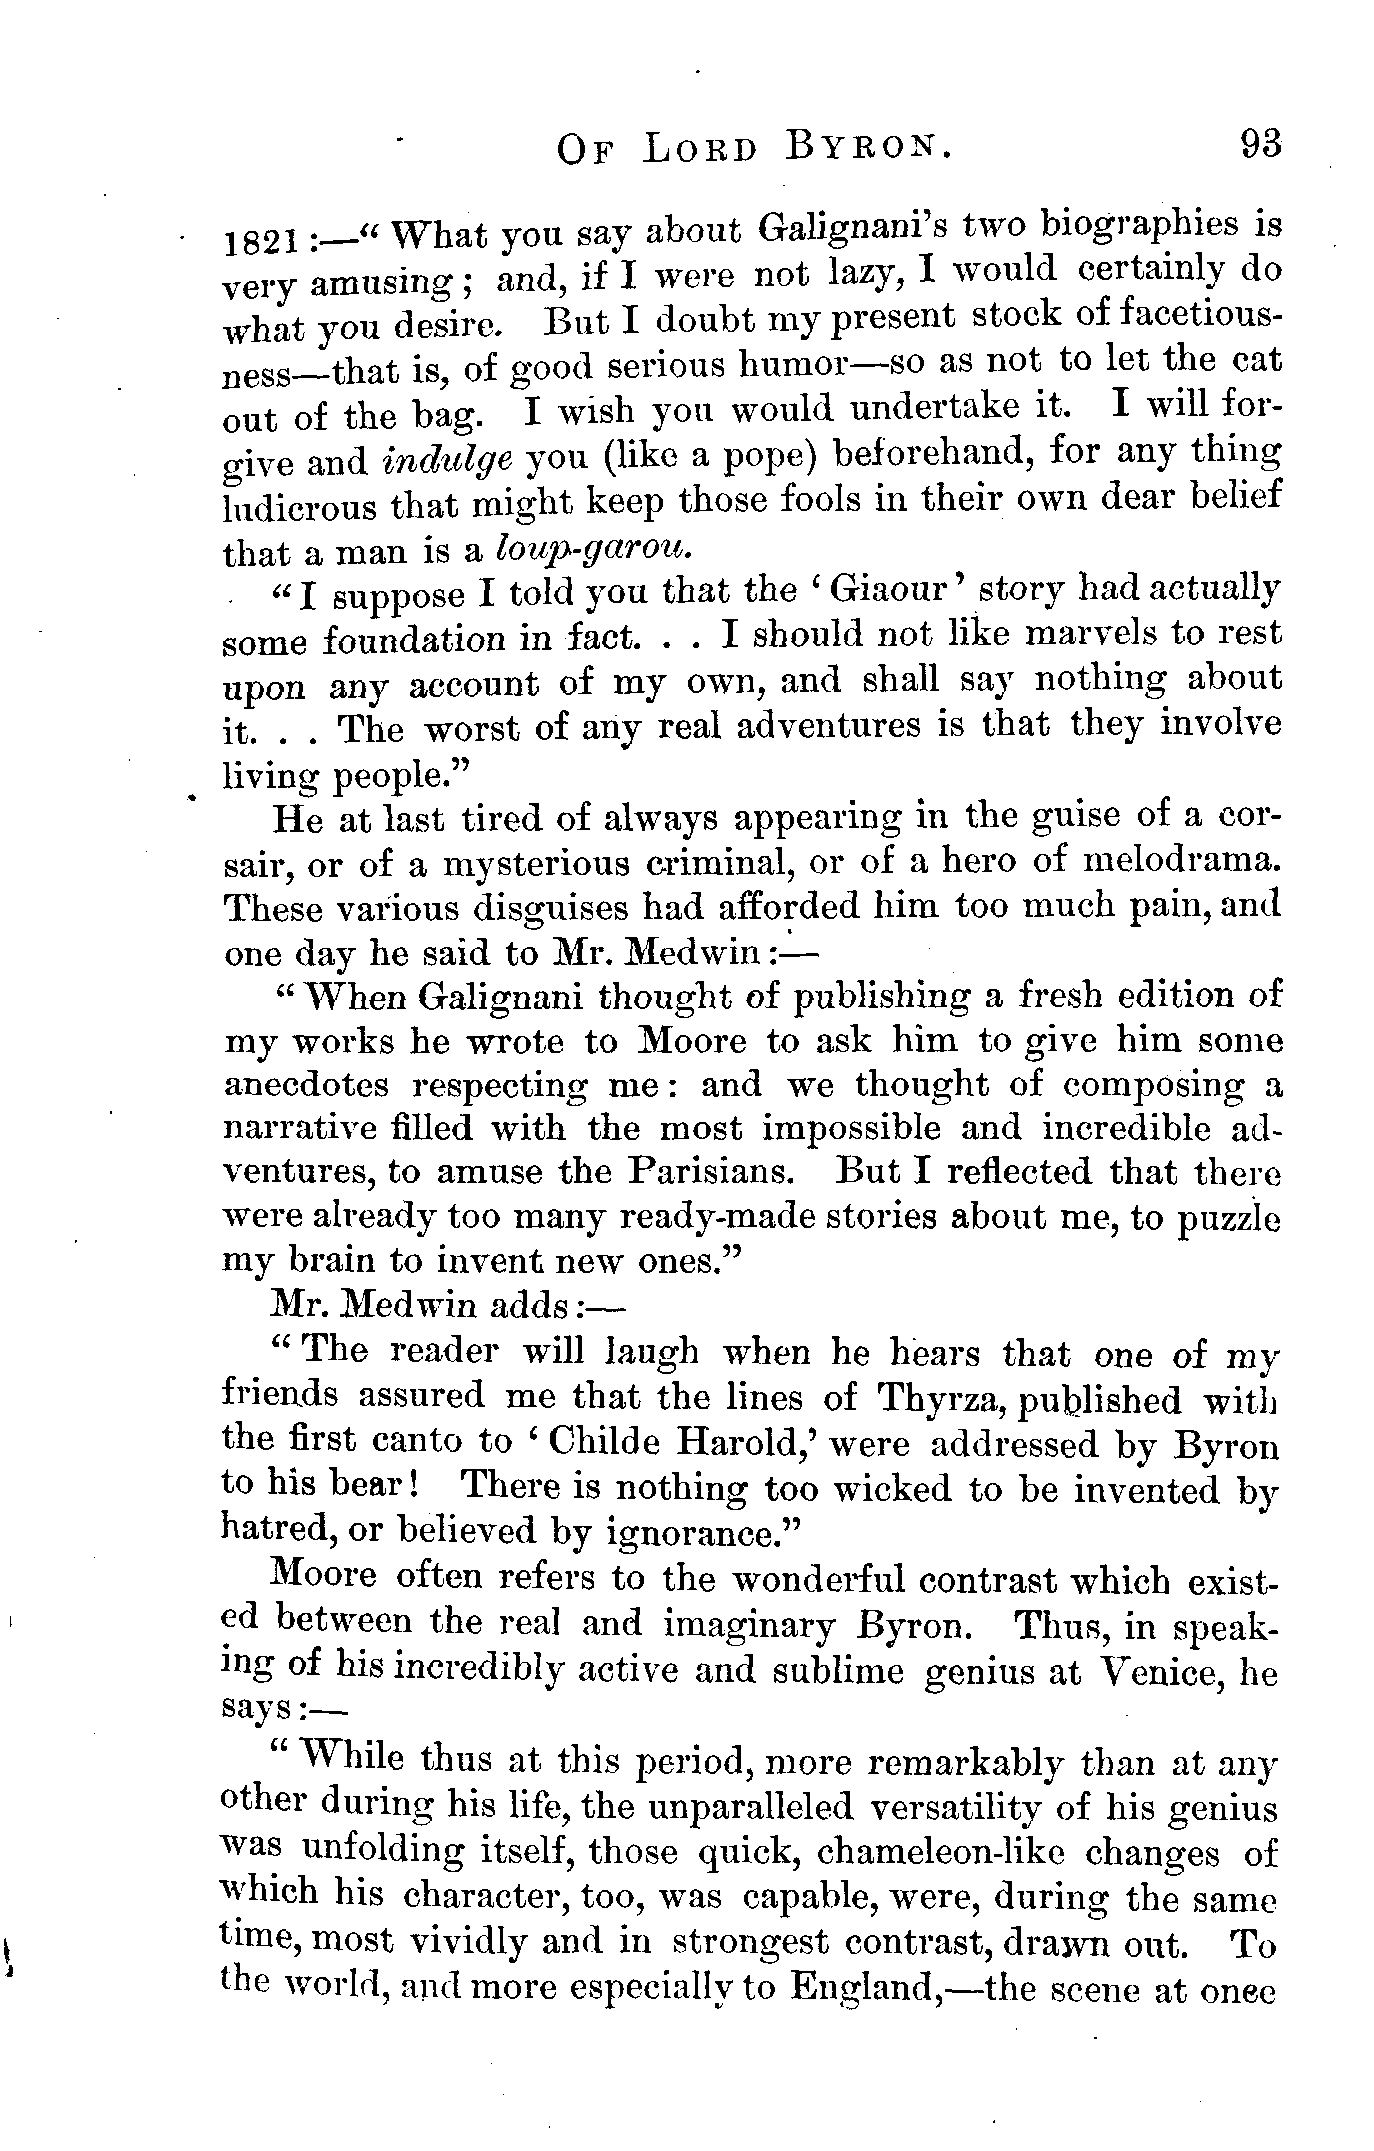 OF LORD BYRON. 93
1821:—“ What you say about Galignani’s two biographies is
very amusing; and, if I were not lazy, I would certainly do
what you desire. But I doubt my present stock of facetious-
ness—that is, of good serious humor—so as not to let the cat
out of the bag. I wish you would undertake it. I will for-
give and indulge you (like a pope) beforehand, for any thing
ludicrous that might keep those fools in their own dear belief
that a man is a loup-garou.
“I suppose I told you that the ‘Giaour’ story had actually
some foundation in fact. . . I should not like marvels to rest
upon any account of my own, and shall say nothing about
it. . . The worst of any real adventures is that they involve
living people.”
He at last tired of always appearing in the guise of a cor-
sair, or of a mysterious criminal, or of a hero of melodrama.
These various disguises had afforded him too much pain, and
one day he said to Mr. Medwin:—
“When Galignani thought of publishing a fresh edition of
my works he wrote to Moore to ask him to give him some
anecdotes respecting me: and we thought of composing a
narrative filled with the most impossible and incredible ad-
ventures, to amuse the Parisians. But I reflected that there
were already too many ready-made stories about me, to puzzle
my brain to invent new ones.”
Mr. Medwin adds:—
“The reader will laugh when he hears that one of my
friends assured me that the lines of Thyrza, published with
the first canto to ‘Childe Harold,’ were addressed by Byron
to his bear! There is nothing too wicked to be invented by
hatred, or believed by ignorance.”
Moore often refers to the wonderful contrast which exist-
ed between the real and imaginary Byron. Thus, in speak-
ing of his incredibly active and sublime genius at Venice, he
says:—
“While thus at this period, more remarkably than at any
other during his life, the unparalleled versatility of his genius
was unfolding itself, those quick, chameleon-like changes of
which his character, too, was capable, were, during the same
time, most vividly and in strongest contrast, drawn out. To
the world, and more especially to England,—the scene at once